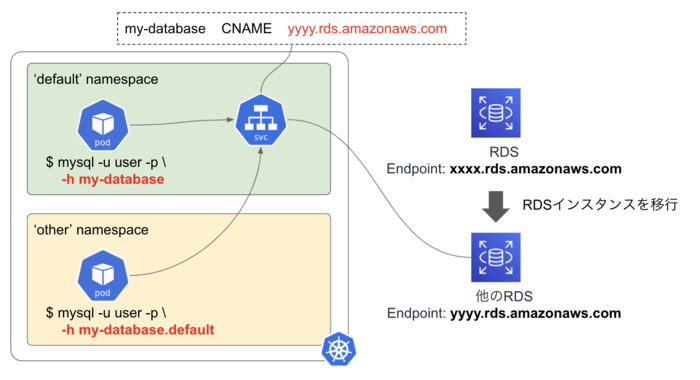 my-database CNAME yyyy.rds.amazonaws.com
'default' namespace
pod
svc
$ mysql -u user -p \
-h my-database
'other' namespace
pod
$ mysql -u user -p \
-h my-database.default
RDS
Endpoint: xxxx.rds.amazonaws.com
RDSインスタンスを移行
他のRDS
Endpoint: yyyy.rds.amazonaws.com